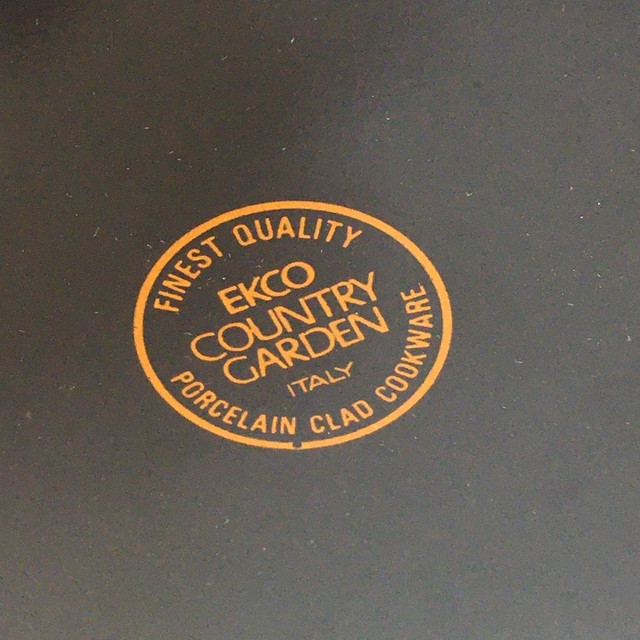 FINEST QUALITY
EKCO
COUNTRY
GARDEN
ITALY
PORCELAIN CLAD COOKWARE